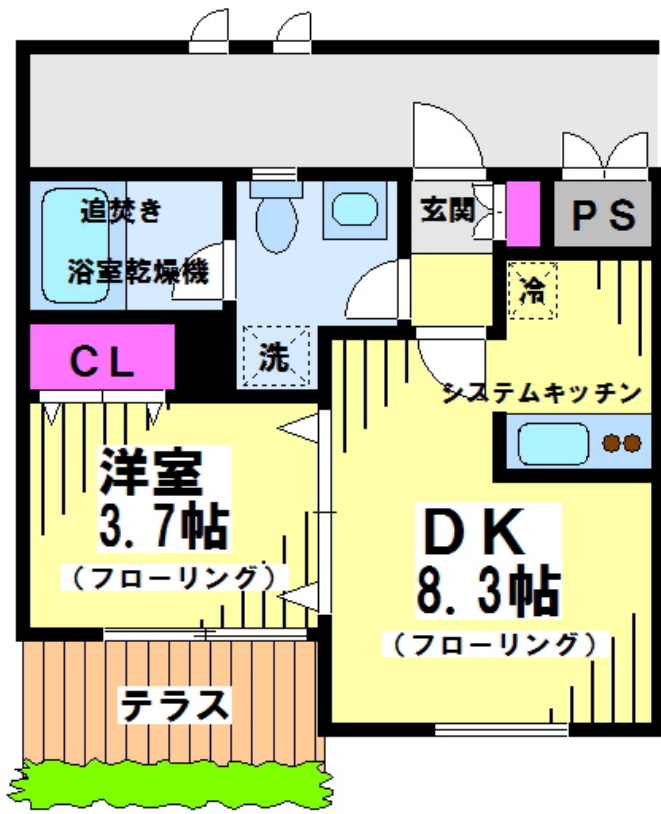 追焚き
浴室乾燥機
玄関
PS
冷
洗
CL
システムキッチン
洋室
3.7帖
(フローリング)
DK
8.3帖
(フローリング)
テラス